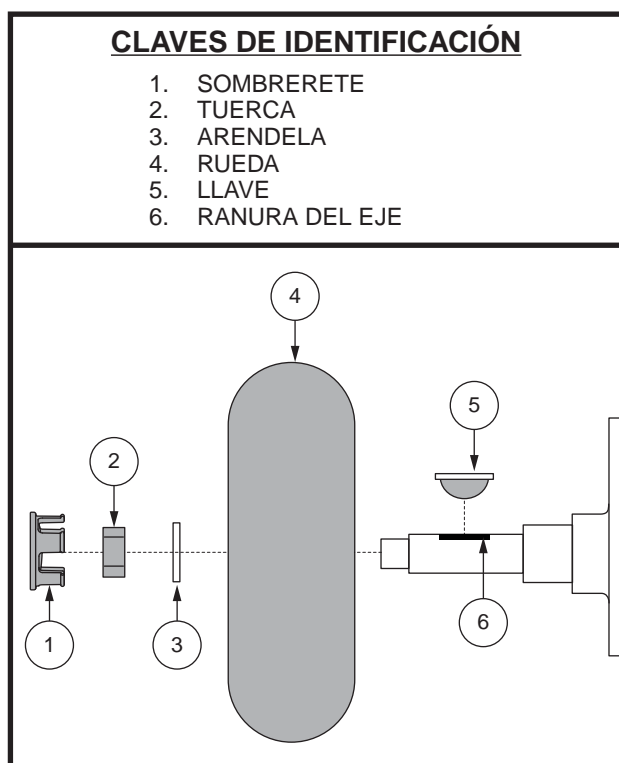 CLAVES DE IDENTIFICACIÓN
1. SOMBRERETE
2. TUERCA
3. ARENDELA
4. RUEDA
5. LLAVE
6. RANURA DEL EJE
4
5
2
1
3
6